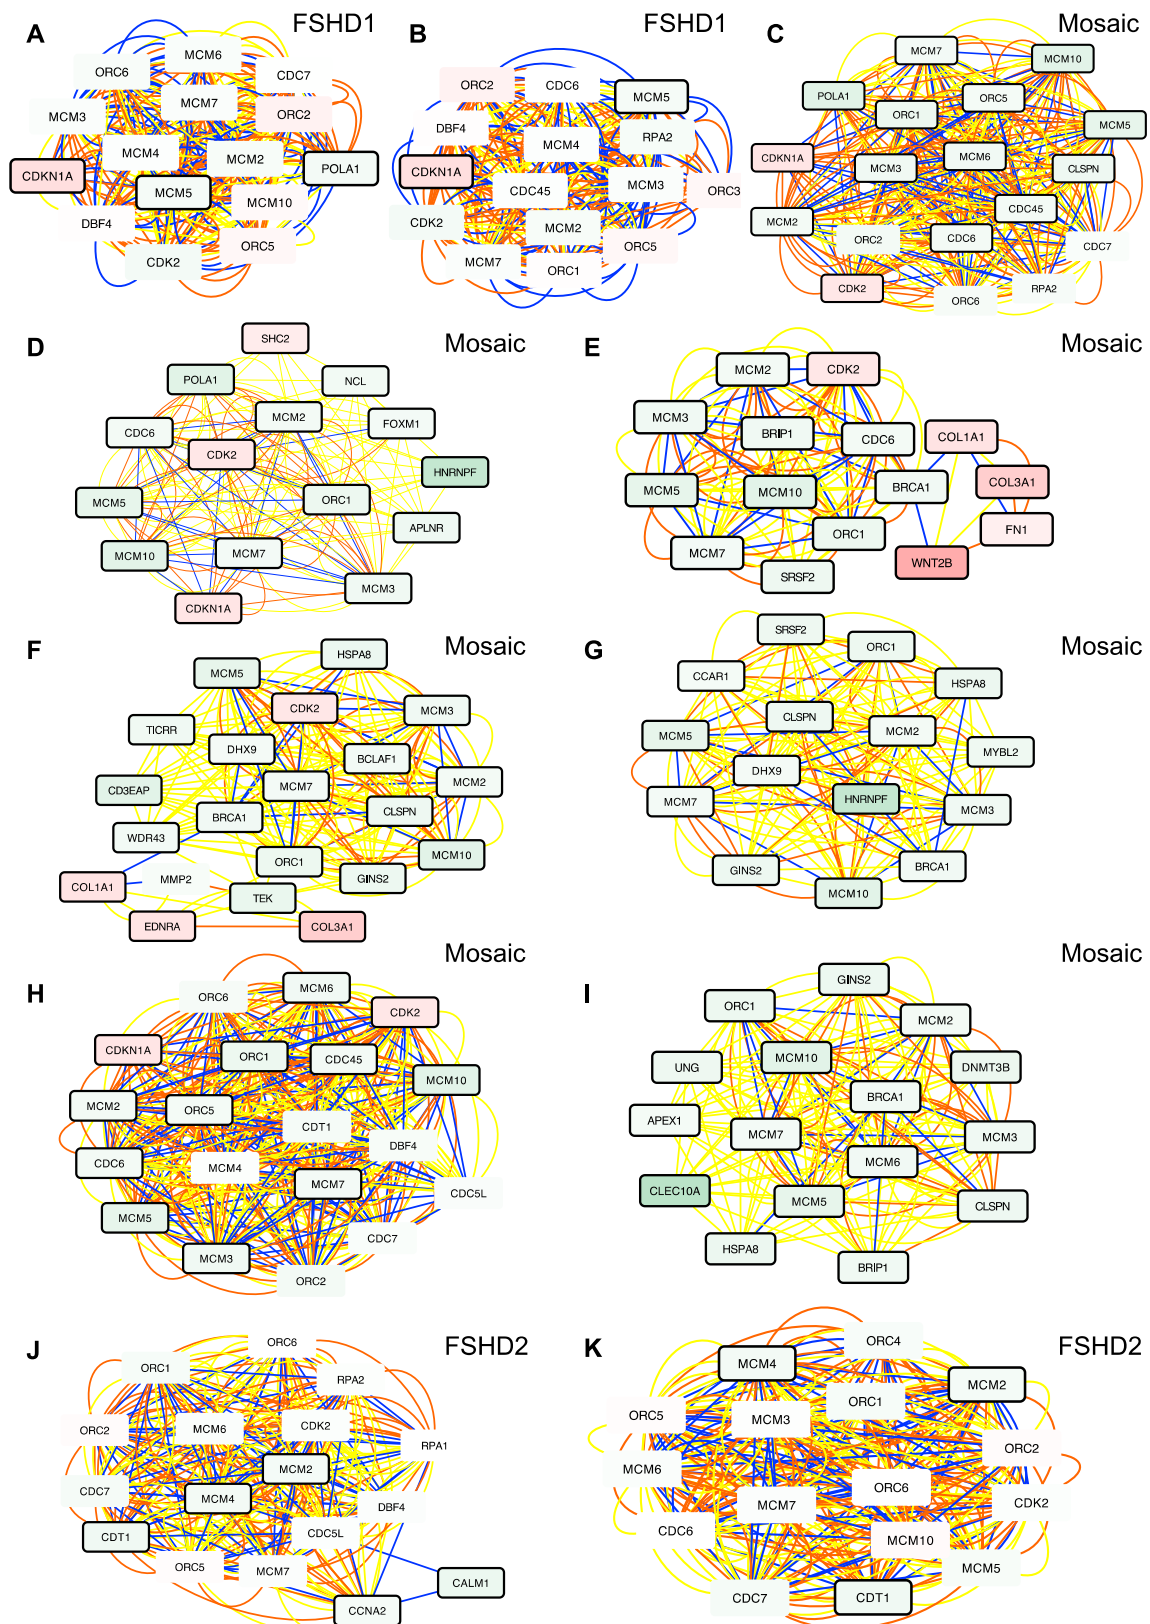 A
FSHD1
MCM6
ORC6
CDC7
MCM7
MCM3
ORC2
MCM4
MCM2
POLA1
CDKN1A
MCM5
MCM10
DBF4
ORC5
CDK2
B
FSHD1
ORC2
CDC6
MCM5
DBF4
RPA2
MCM4
CDKN1A
CDC45
MCM3
ORC3
CDK2
MCM2
ORC5
MCM7
ORC1
C
Mosaic
MCM7
MCM10
POLA1
ORC5
ORC1
MCM5
CDKN1A
MCM6
MCM3
CLSPN
CDC45
MCM2
ORC2
CDC6
CDC7
CDK2
RPA2
ORC6
D
Mosaic
SHC2
POLA1
NCL
MCM2
FOXM1
CDC6
CDK2
HNRNPF
MCM5
ORC1
APLNR
MCM10
MCM7
MCM3
CDKN1A
E
Mosaic
MCM2
CDK2
MCM3
BRIP1
CDC6
COL1A1
MCM5
MCM10
BRCA1
COL3A1
ORC1
FN1
MCM7
WNT2B
SRSF2
F
Mosaic
HSPA8
MCM5
CDK2
MCM3
TICRR
DHX9
BCLAF1
MCM7
MCM2
CD3EAP
BRCA1
CLSPN
WDR43
ORC1
MCM10
COL1A1
MMP2
GINS2
TEK
EDNRA
COL3A1
G
Mosaic
SRSF2
ORC1
CCAR1
HSPA8
CLSPN
MCM2
MCM5
MYBL2
DHX9
MCM7
HNRNPF
MCM3
GINS2
BRCA1
MCM10
H
Mosaic
ORC6
MCM6
CDK2
CDKN1A
ORC1
CDC45
MCM10
MCM2
ORC5
CDT1
DBF4
CDC6
MCM4
MCM7
CDC5L
MCM5
CDC7
MCM3
ORC2
I
Mosaic
GINS2
ORC1
MCM2
MCM10
UNG
DNMT3B
BRCA1
APEX1
MCM7
MCM3
MCM6
CLEC10A
MCM5
CLSPN
HSPA8
BRIP1
J
FSHD2
ORC6
ORC1
RPA2
ORC2
MCM6
CDK2
RPA1
MCM2
CDC7
MCM4
DBF4
CDT1
CDC5L
ORC5
MCM7
CALM1
CCNA2
K
FSHD2
ORC4
MCM4
MCM2
ORC1
ORC5
MCM3
ORC2
MCM6
ORC6
MCM7
CDK2
CDC6
MCM10
MCM5
CDC7
CDT1